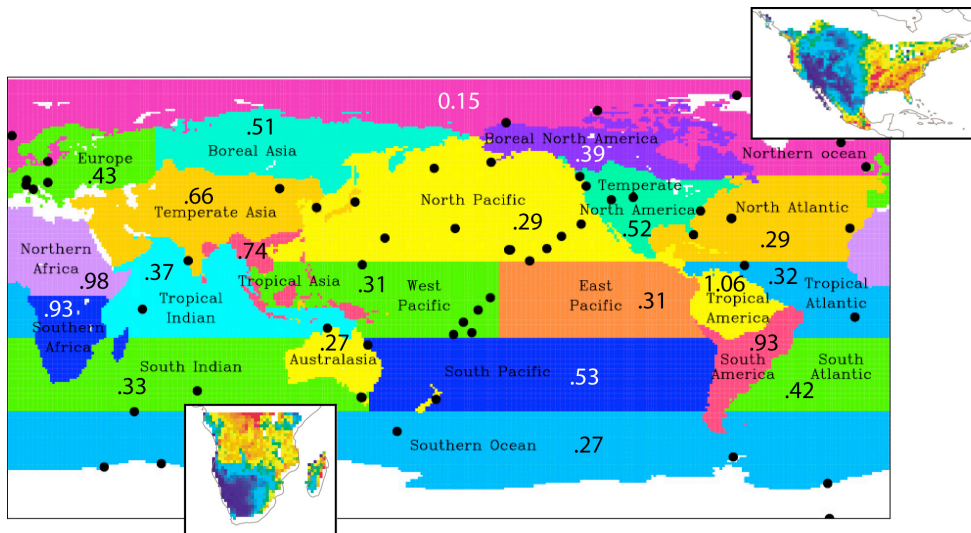 0.15
.51
Boreal Asia
Boreal North America
.39
Northern ocean
Europe
.43
.66
Temperate Asia
North Pacific
.29
Temperate
North America
.52
North Atlantic
.29
Northern
Africa
.98
.37
Tropical
Indian
.74
Tropical Asia
.31
West
Pacific
East
Pacific
.31
1.06
Tropical
America
.32
Tropical
Atlantic
.93
Southern
Africa
.27
Australasia
South Indian
.33
South Pacific
.53
.93
South
America
South
Atlantic
.42
Southern Ocean
.27